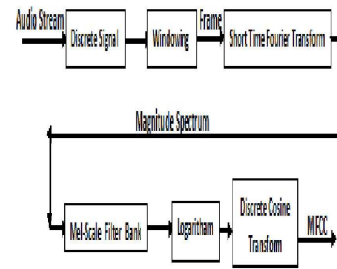 Audio Stream
Discrete Signal
Windowing
Frame
Short Time Fourier Transform
Magnitude Spectrum
Mel-Scale Filter Bank
Logaritham
Discrete Cosine
Transform
MFCC